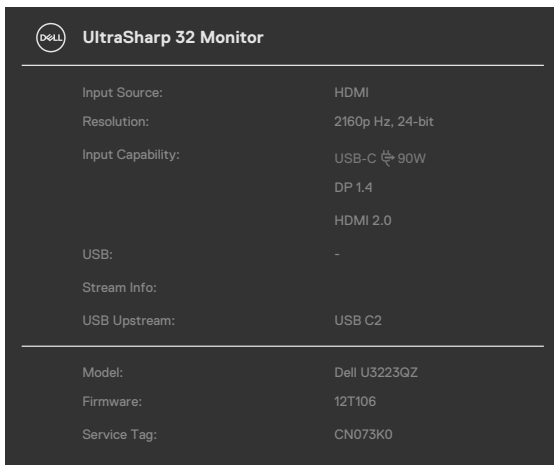 DELL UltraSharp 32 Monitor
Input Source: HDMI
Resolution: 2160p Hz, 24-bit
Input Capability: USB-C 90W
DP 1.4
HDMI 2.0
USB: -
Stream Info:
USB Upstream: USB C2
Model: Dell U3223QZ
Firmware: 12T106
Service Tag: CN073K0